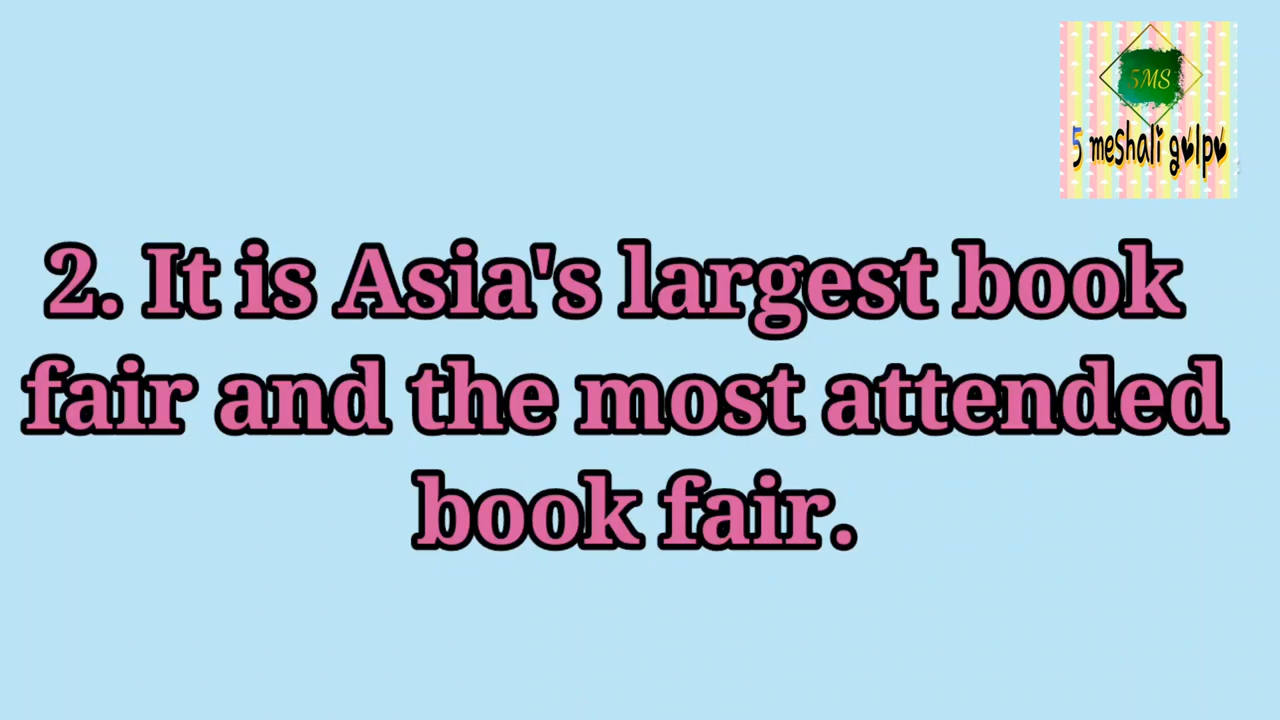 5MS
5 meshali golpo
2. It is Asia's largest book
fair and the most attended
book fair.